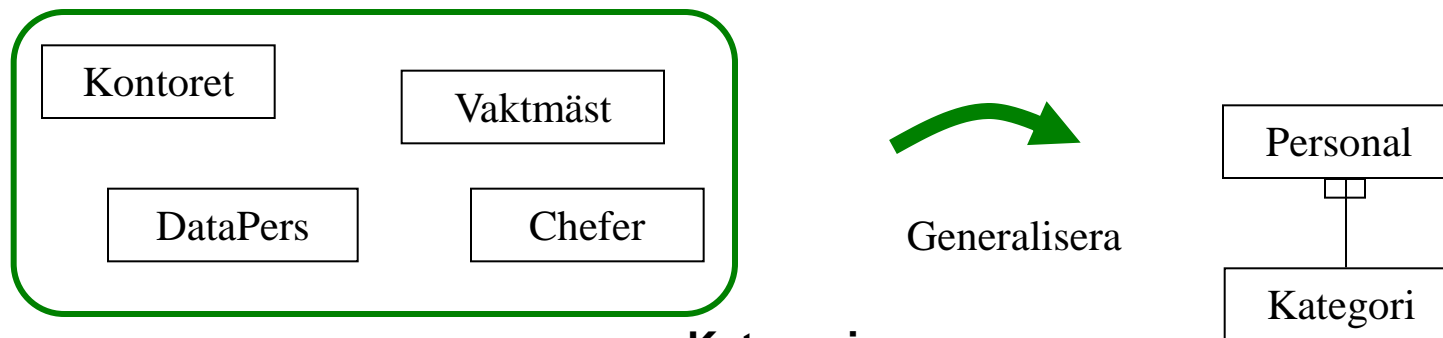 Kontoret
Vaktmäst
DataPers
Chefer
Generalisera
Personal
Kategori